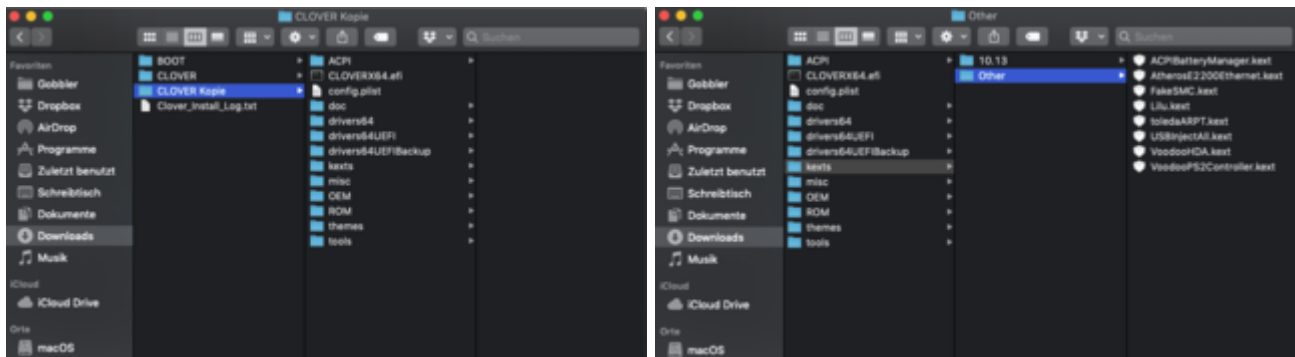 CLOVER Kopie
Suchen
Favoriten
Gobbler
Dropbox
AirDrop
Programme
Zuletzt benutzt
Schreibtisch
Dokumente
Downloads
Musik
iCloud
iCloud Drive
Orte
macOS
BOOT
CLOVER
CLOVER Kopie
Clover_Install_Log.txt
ACPI
CLOVERX64.efi
config.plist
doc
drivers64
drivers64UEFI
drivers64UEFIBackup
kexts
misc
OEM
ROM
themes
tools
Other
Suchen
Favoriten
Gobbler
Dropbox
AirDrop
Programme
Zuletzt benutzt
Schreibtisch
Dokumente
Downloads
Musik
iCloud
iCloud Drive
Orte
macOS
ACPI
CLOVERX64.efi
config.plist
doc
drivers64
drivers64UEFI
drivers64UEFIBackup
kexts
misc
OEM
ROM
themes
tools
10.13
Other
ACPIBatteryManager.kext
AtherosE2200Ethernet.kext
FakeSMC.kext
Lilu.kext
toledaARPT.kext
USBInjectAll.kext
VoodooHDA.kext
VoodooPS2Controller.kext